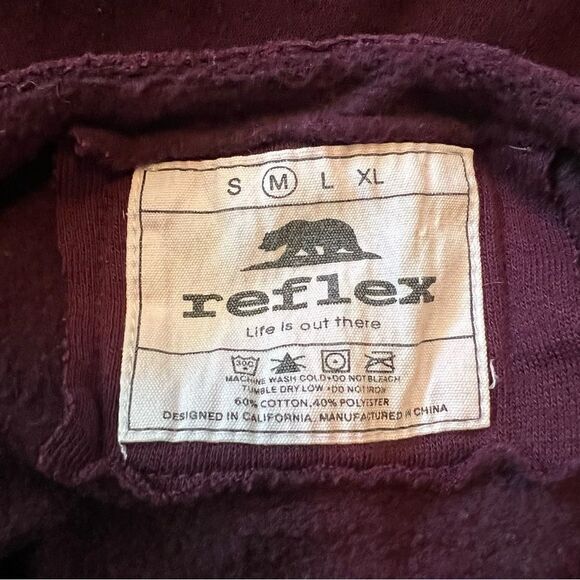 S M L XL
reflex
Life is out there
30C
MACHINE WASH COLD•DO NOT BLEACH
TUMBLE DRY LOW •DO NOT IRON
60% COTTON, 40% POLYESTER
DESIGNED IN CALIFORNIA. MANUFACTURED IN CHINA